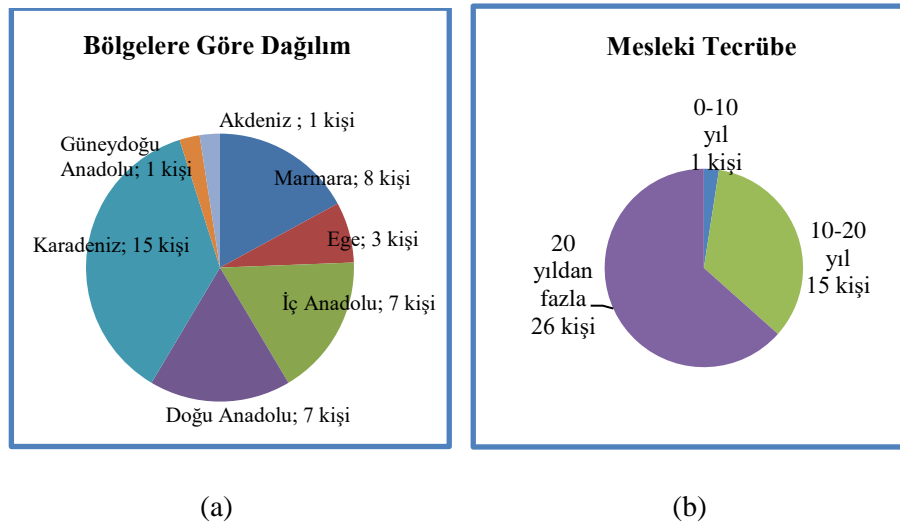 Bölgelere Göre Dağılım
Akdeniz ; 1 kişi
Güneydoğu
Anadolu; 1 kişi
Marmara; 8 kişi
Karadeniz; 15 kişi
Ege; 3 kişi
İç Anadolu; 7 kişi
Doğu Anadolu; 7 kişi
(a)
Mesleki Tecrübe
0-10
yıl
1 kişi
10-20
yıl
15 kişi
20
yıldan
fazla
26 kişi
(b)